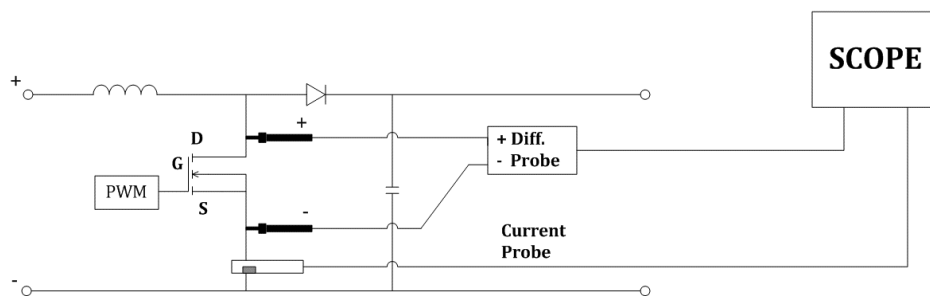 SCOPE
+
+
D
+ Diff.
- Probe
G
PWM
S
-
Current
Probe
-